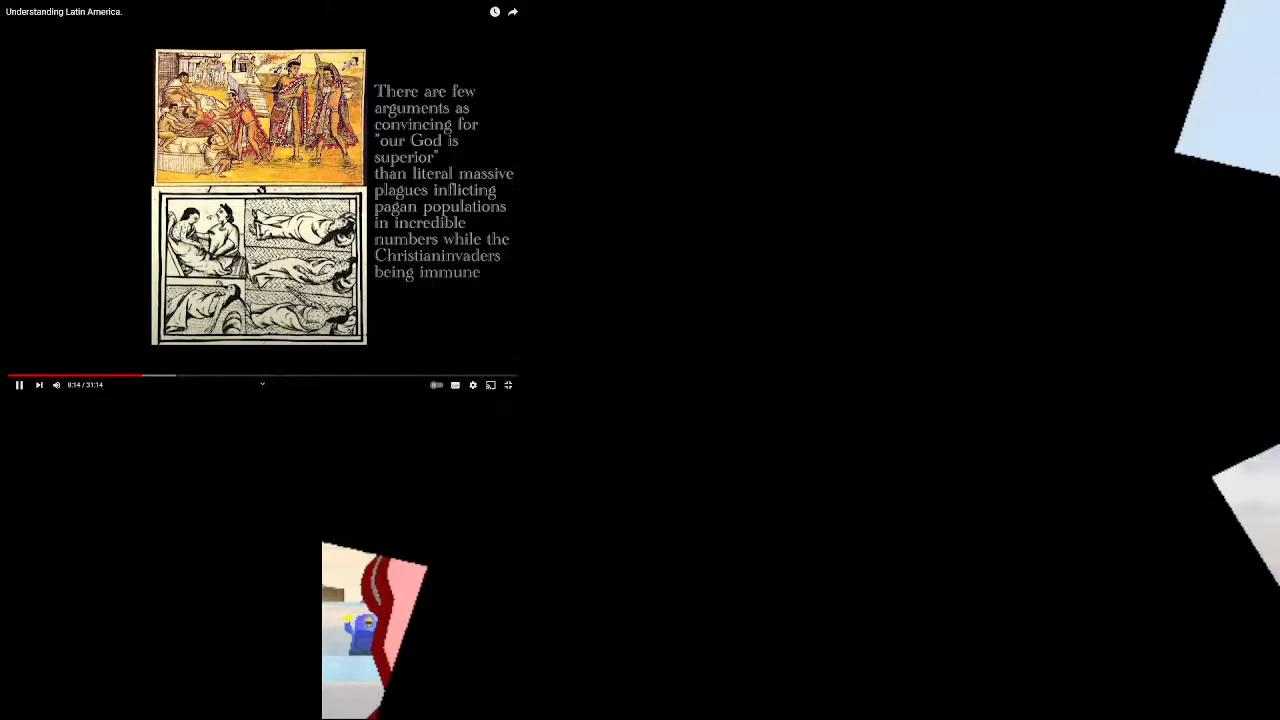 Understanding Latin America.
There are few
arguments as
convincing for
"our God is
superior"
than literal massive
plagues inflicting
pagan populations
in incredible
numbers while the
Christianinvaders
being immune
8:14 / 31:14